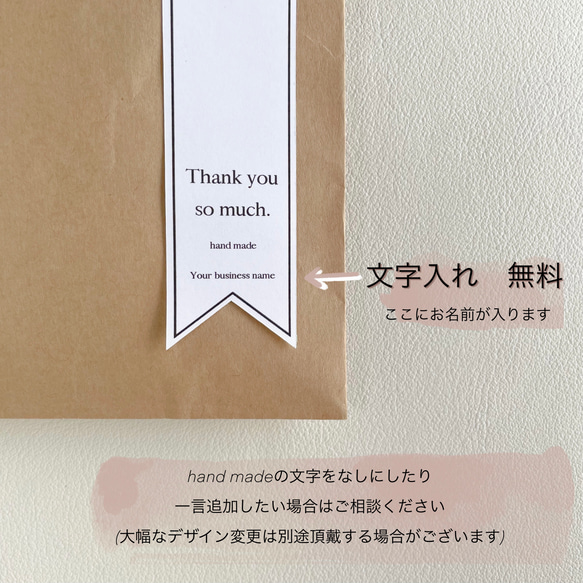 Thank you
so much.
hand made
Your business name
文字入れ　無料
ここにお名前が入ります
hand madeの文字をなしにしたり
一言追加したい場合はご相談ください
(大幅なデザイン変更は別途頂戴する場合がございます)